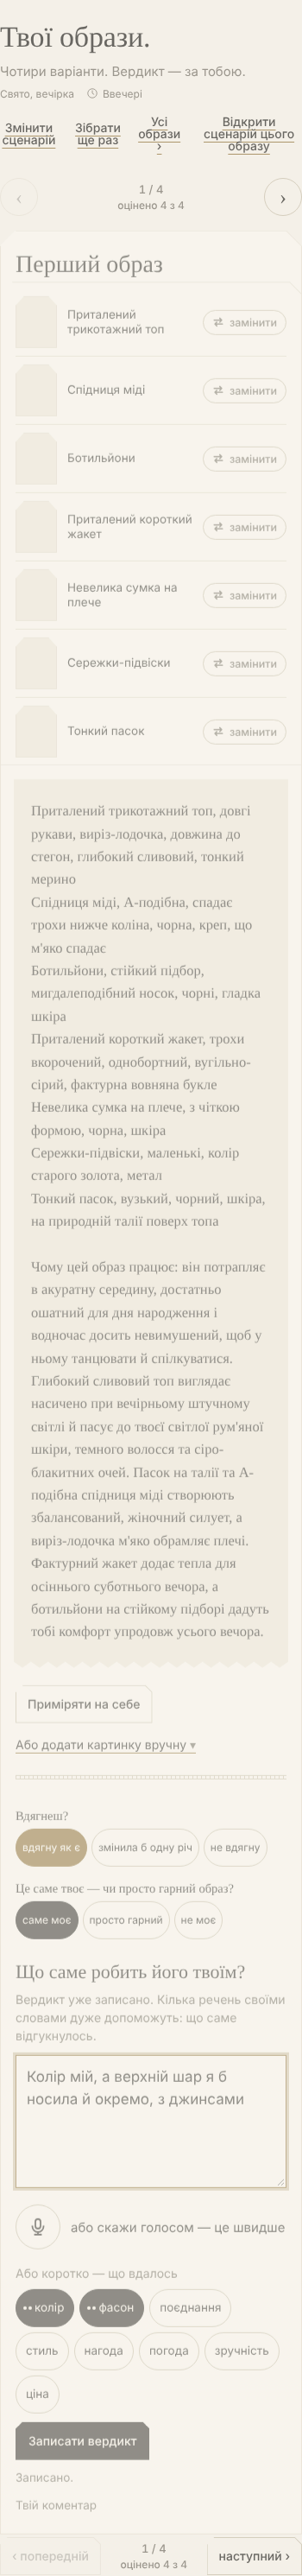 Твої образи.
Чотири варіанти. Вердикт — за тобою.
Свято, вечірка Ввечері
Змінити сценарій
Зібрати ще раз
Усі образи ›
Відкрити сценарій цього образу
‹
1 / 4
оцінено 4 з 4
›
Перший образ
Приталений трикотажний топ
⇄ замінити
Спідниця міді
⇄ замінити
Ботильйони
⇄ замінити
Приталений короткий жакет
⇄ замінити
Невелика сумка на плече
⇄ замінити
Сережки-підвіски
⇄ замінити
Тонкий пасок
⇄ замінити
Приталений трикотажний топ, довгі
рукави, виріз-лодочка, довжина до
стегон, глибокий сливовий, тонкий
мерино
Спідниця міді, А-подібна, спадає
трохи нижче коліна, чорна, креп, що
м'яко спадає
Ботильйони, стійкий підбор,
мигдалеподібний носок, чорні, гладка
шкіра
Приталений короткий жакет, трохи
вкорочений, однобортний, вугільно-
сірий, фактурна вовняна букле
Невелика сумка на плече, з чіткою
формою, чорна, шкіра
Сережки-підвіски, маленькі, колір
старого золота, метал
Тонкий пасок, вузький, чорний, шкіра,
на природній талії поверх топа
Чому цей образ працює: він потрапляє
в акуратну середину, достатньо
ошатний для дня народження і
водночас досить невимушений, щоб у
ньому танцювати й спілкуватися.
Глибокий сливовий топ виглядає
насичено при вечірньому штучному
світлі й пасує до твоєї світлої рум'яної
шкіри, темного волосся та сіро-
блакитних очей. Пасок на талії та А-
подібна спідниця міді створюють
збалансований, жіночний силует, а
виріз-лодочка м'яко обрамляє плечі.
Фактурний жакет додає тепла для
осіннього суботнього вечора, а
ботильйони на стійкому підборі дадуть
тобі комфорт упродовж усього вечора.
Приміряти на себе
Або додати картинку вручну ▾
Вдягнеш?
вдягну як є
змінила б одну річ
не вдягну
Це саме твоє — чи просто гарний образ?
саме моє
просто гарний
не моє
Що саме робить його твоїм?
Вердикт уже записано. Кілька речень своїми
словами дуже допоможуть: що саме
відгукнулось.
Колір мій, а верхній шар я б
носила й окремо, з джинсами
або скажи голосом — це швидше
Або коротко — що вдалось
колір
фасон
поєднання
стиль
нагода
погода
зручність
ціна
Записати вердикт
Записано.
Твій коментар
‹ попередній
1 / 4
оцінено 4 з 4
наступний ›